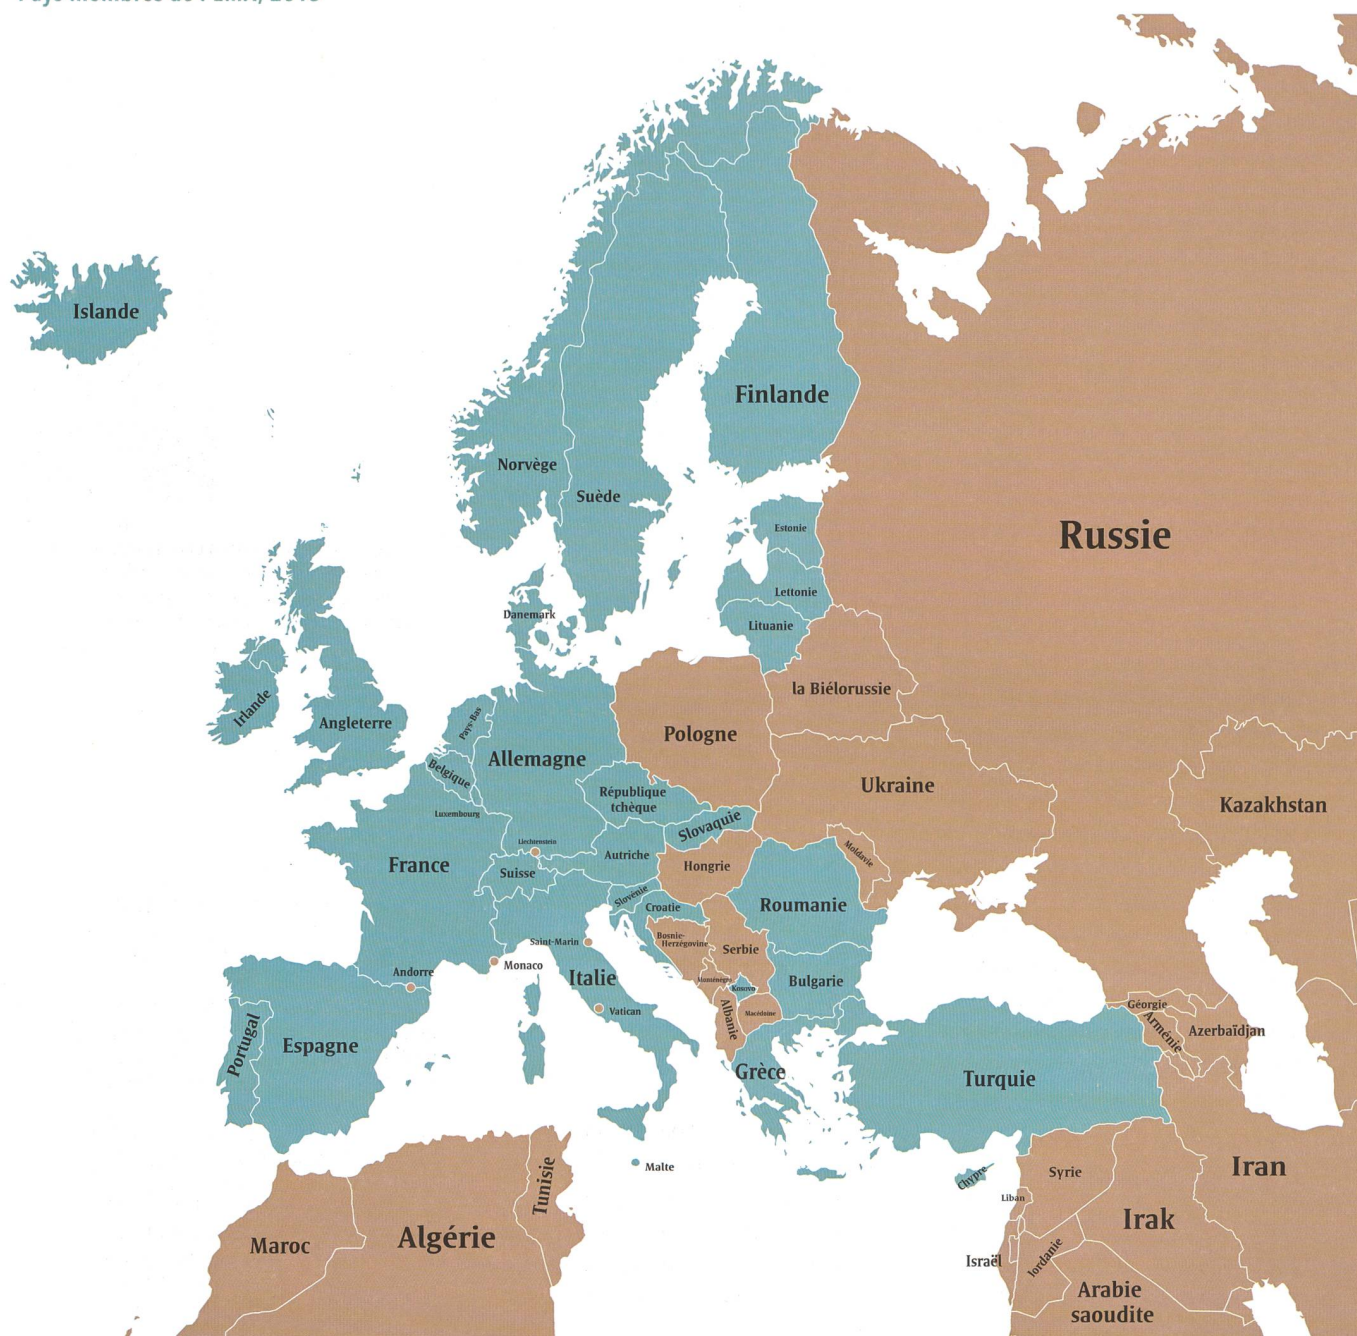 Islande
Finlande
Norvège
Suède
Russie
Estonie
Lettonie
Danemark
Lituanie
la Biélorussie
Irlande
Angleterre
Pays-Bas
Pologne
Allemagne
Belgique
Ukraine
République
tchèque
Kazakhstan
Luxembourg
Slovaquie
Liechtenstein
Autriche
Moldavie
France
Suisse
Hongrie
Slovénie
Croatie
Roumanie
Bosnie-
Herzégovine
Saint-Marin
Serbie
Monaco
Andorre
Italie
Monténégro
Kosovo
Bulgarie
Vatican
Albanie
Macédoine
Géorgie
Arménie
Azerbaïdjan
Portugal
Espagne
Grèce
Turquie
Malte
Chypre
Syrie
Iran
Tunisie
Liban
Maroc
Algérie
Irak
Israël
Jordanie
Arabie
saoudite